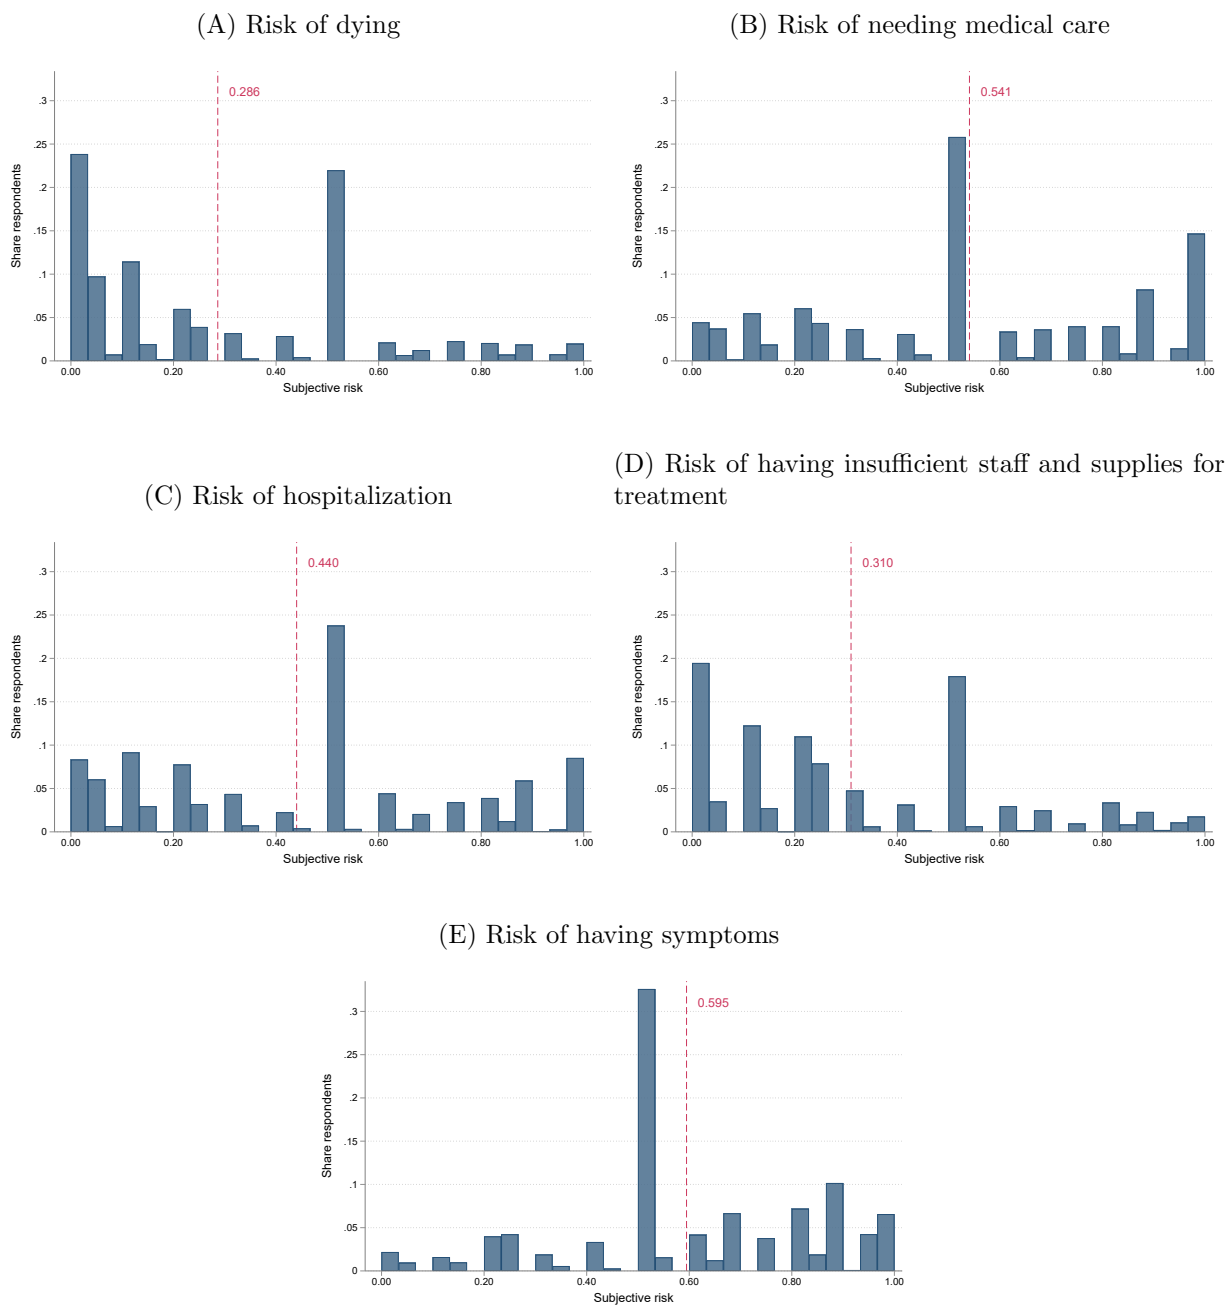 (A) Risk of dying
0.286
.3
.25
.2
.15
.1
.05
0
Share respondents
0.00 0.20 0.40 0.60 0.80 1.00
Subjective risk
(B) Risk of needing medical care
0.541
.3
.25
.2
.15
.1
.05
0
Share respondents
0.00 0.20 0.40 0.60 0.80 1.00
Subjective risk
(C) Risk of hospitalization
0.440
.3
.25
.2
.15
.1
.05
0
Share respondents
0.00 0.20 0.40 0.60 0.80 1.00
Subjective risk
(D) Risk of having insufficient staff and supplies for
treatment
0.310
.3
.25
.2
.15
.1
.05
0
Share respondents
0.00 0.20 0.40 0.60 0.80 1.00
Subjective risk
(E) Risk of having symptoms
0.595
.3
.25
.2
.15
.1
.05
0
Share respondents
0.00 0.20 0.40 0.60 0.80 1.00
Subjective risk